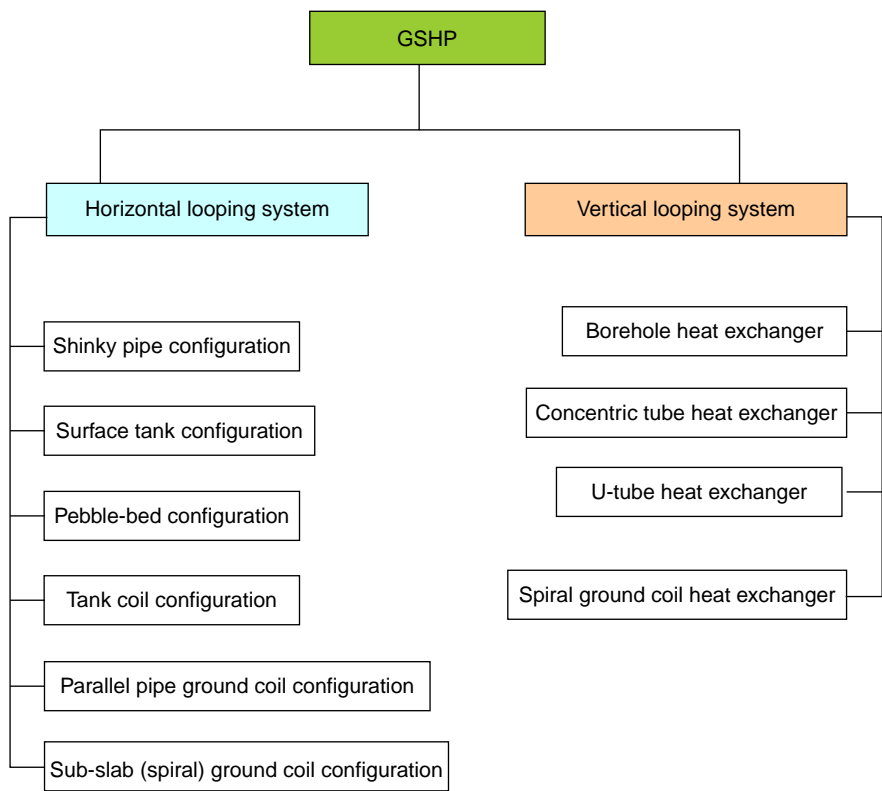 GSHP
Horizontal looping system
Vertical looping system
Shinky pipe configuration
Surface tank configuration
Pebble-bed configuration
Tank coil configuration
Parallel pipe ground coil configuration
Sub-slab (spiral) ground coil configuration
Borehole heat exchanger
Concentric tube heat exchanger
U-tube heat exchanger
Spiral ground coil heat exchanger